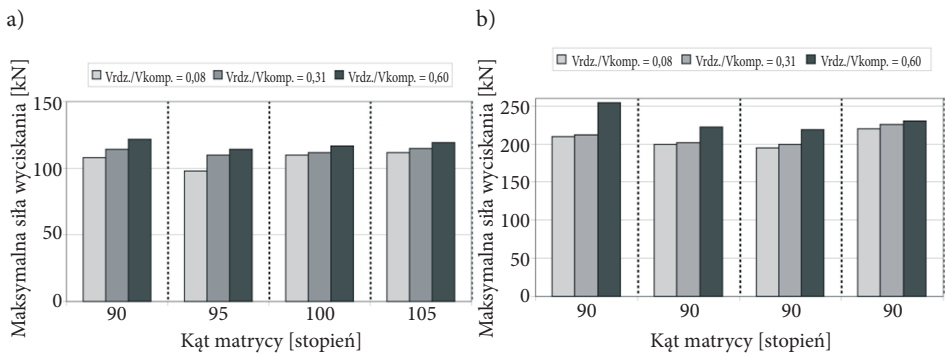 a)
Vrdz./Vkomp. = 0,08 Vrdz./Vkomp. = 0,31 Vrdz./Vkomp. = 0,60
Maksymalna siła wyciskania [kN]
150
100
50
0
90 95 100 105
Kąt matrycy [stopień]
b)
Vrdz./Vkomp. = 0,08 Vrdz./Vkomp. = 0,31 Vrdz./Vkomp. = 0,60
Maksymalna siła wyciskania [kN]
250
200
150
200
50
0
90 90 90 90
Kąt matrycy [stopień]